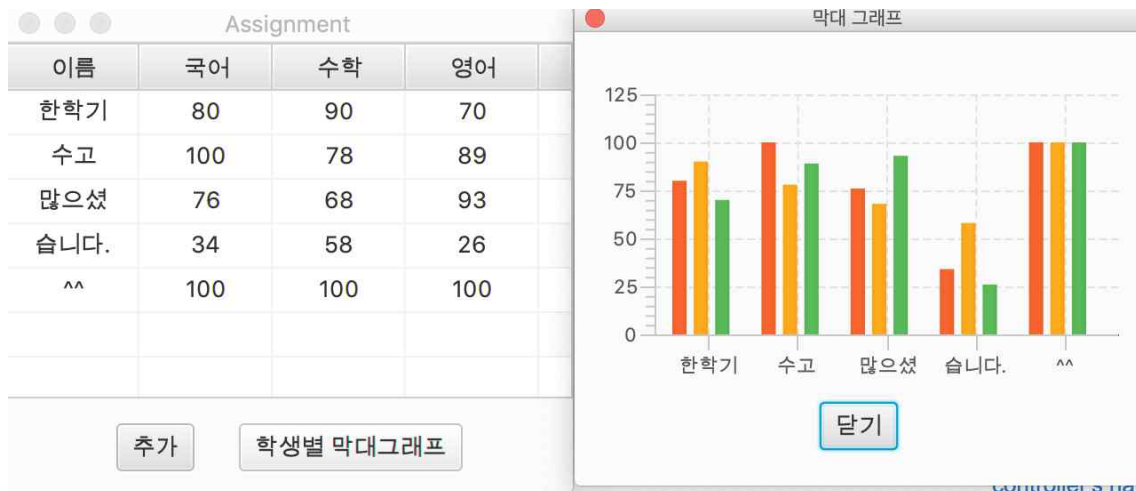 Assignment
이름 국어 수학 영어
한학기 80 90 70
수고 100 78 89
많으셨 76 68 93
습니다. 34 58 26
^^ 100 100 100
추가 학생별 막대그래프
막대 그래프
125
100
75
50
25
0
한학기 수고 많으셨 습니다. ^^
닫기